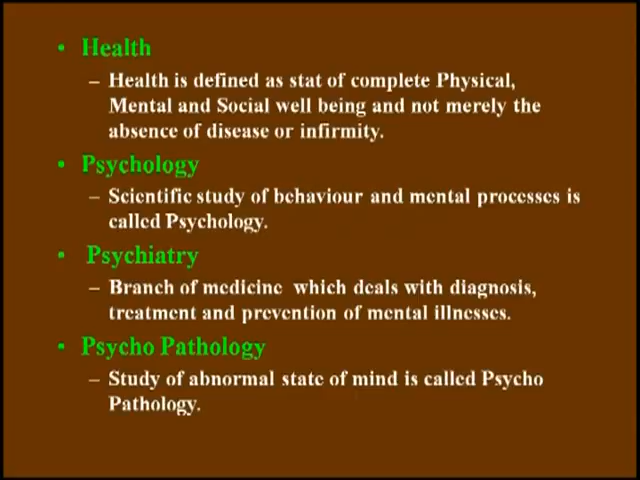 • Health
– Health is defined as stat of complete Physical,
Mental and Social well being and not merely the
absence of disease or infirmity.
• Psychology
– Scientific study of behaviour and mental processes is
called Psychology.
• Psychiatry
– Branch of medicine which deals with diagnosis,
treatment and prevention of mental illnesses.
• Psycho Pathology
– Study of abnormal state of mind is called Psycho
Pathology.